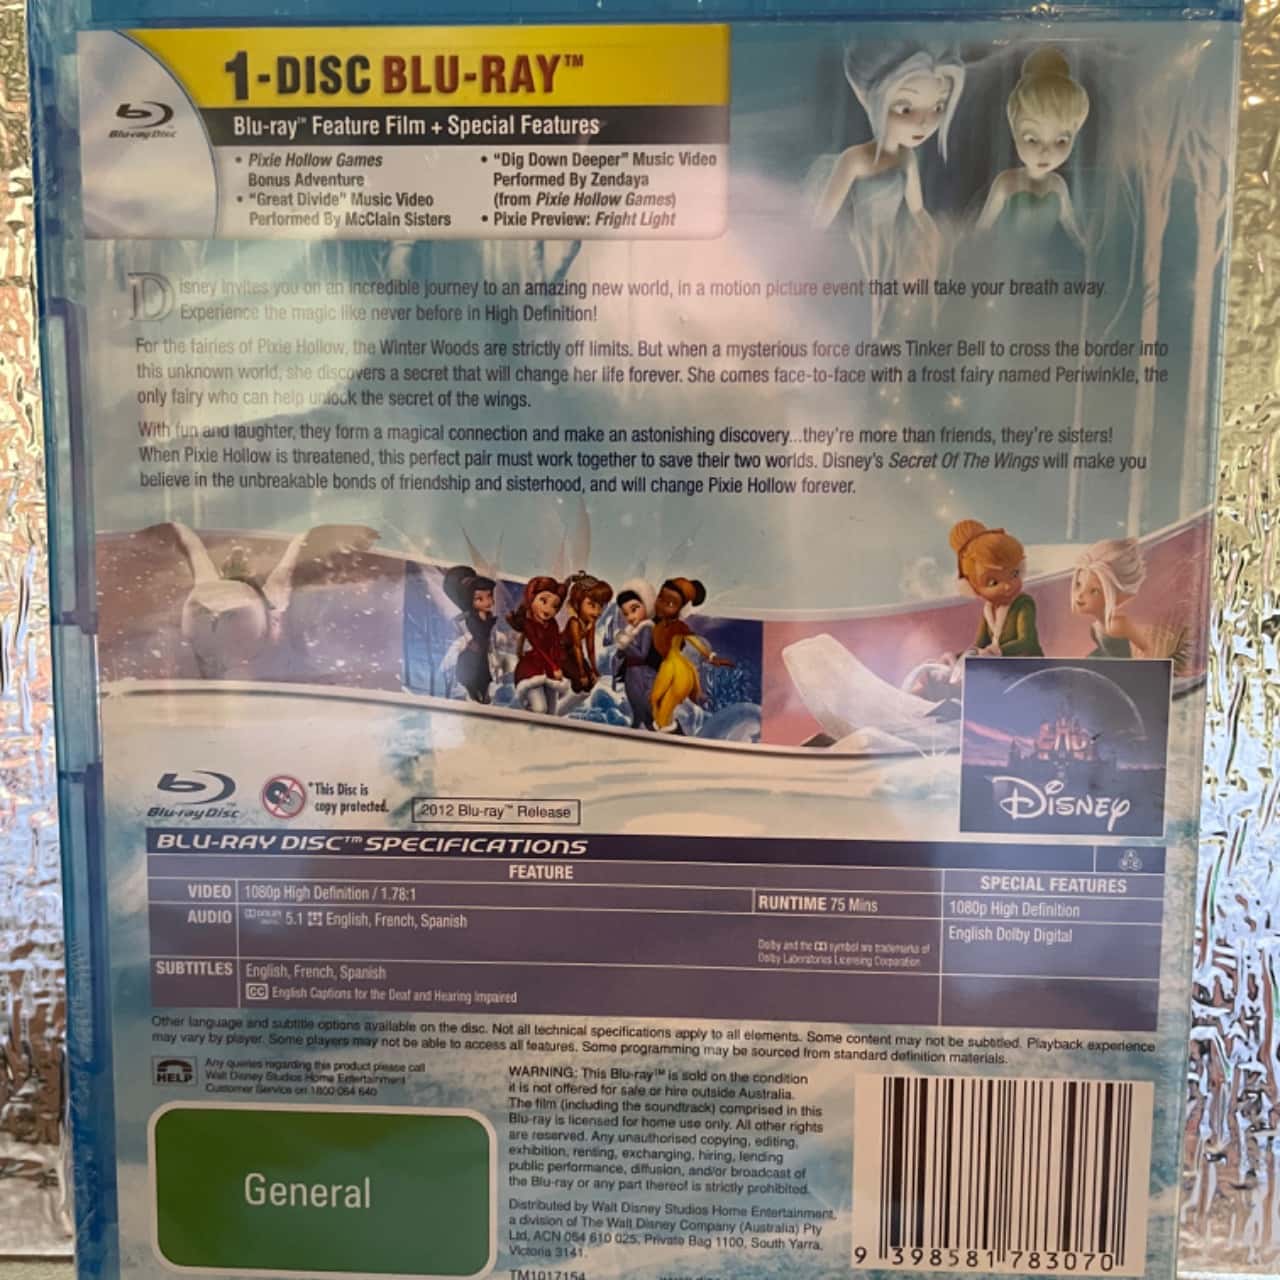 1-DISC BLU-RAY™
Blu-ray Disc
Blu-ray™ Feature Film + Special Features
• Pixie Hollow Games
Bonus Adventure
• "Great Divide" Music Video
Performed By McClain Sisters
• "Dig Down Deeper" Music Video
Performed By Zendaya
(from Pixie Hollow Games)
• Pixie Preview: Fright Light
Disney invites you on an incredible journey to an amazing new world, in a motion picture event that will take your breath away.
Experience the magic like never before in High Definition!
For the fairies of Pixie Hollow, the Winter Woods are strictly off limits. But when a mysterious force draws Tinker Bell to cross the border into
this unknown world, she discovers a secret that will change her life forever. She comes face-to-face with a frost fairy named Periwinkle, the
only fairy who can help unlock the secret of the wings.
With fun and laughter, they form a magical connection and make an astonishing discovery...they're more than friends, they're sisters!
When Pixie Hollow is threatened, this perfect pair must work together to save their two worlds. Disney's Secret Of The Wings will make you
believe in the unbreakable bonds of friendship and sisterhood, and will change Pixie Hollow forever.
Disney
Blu-ray Disc™
*This Disc is
copy protected.
2012 Blu-ray™ Release
BLU-RAY DISC™ SPECIFICATIONS
FEATURE
SPECIAL FEATURES
VIDEO 1080p High Definition / 1.78:1
RUNTIME 75 Mins
1080p High Definition
AUDIO DOLBY DIGITAL 5.1 English, French, Spanish
English Dolby Digital
Dolby and the symbol are trademarks of
Dolby Laboratories Licensing Corporation
SUBTITLES English, French, Spanish
CC English Captions for the Deaf and Hearing Impaired
Other language and subtitle options available on the disc. Not all technical specifications apply to all elements. Some content may not be subtitled. Playback experience
may vary by player. Some players may not be able to access all features. Some programming may be sourced from standard definition materials.
HELP
Any queries regarding this product please call
Walt Disney Studios Home Entertainment
Customer Service on 1800 064 640
General
WARNING: This Blu-ray™ is sold on the condition
it is not offered for sale or hire outside Australia.
The film (including the soundtrack) comprised in this
Blu-ray is licensed for home use only. All other rights
are reserved. Any unauthorised copying, editing,
exhibition, renting, exchanging, hiring, lending
public performance, diffusion, and/or broadcast of
the Blu-ray or any part thereof is strictly prohibited.
Distributed by Walt Disney Studios Home Entertainment,
a division of The Walt Disney Company (Australia) Pty
Ltd, ACN 054 610 025, Private Bag 1100, South Yarra,
Victoria 3141.
TM1017154
9 398581 783070